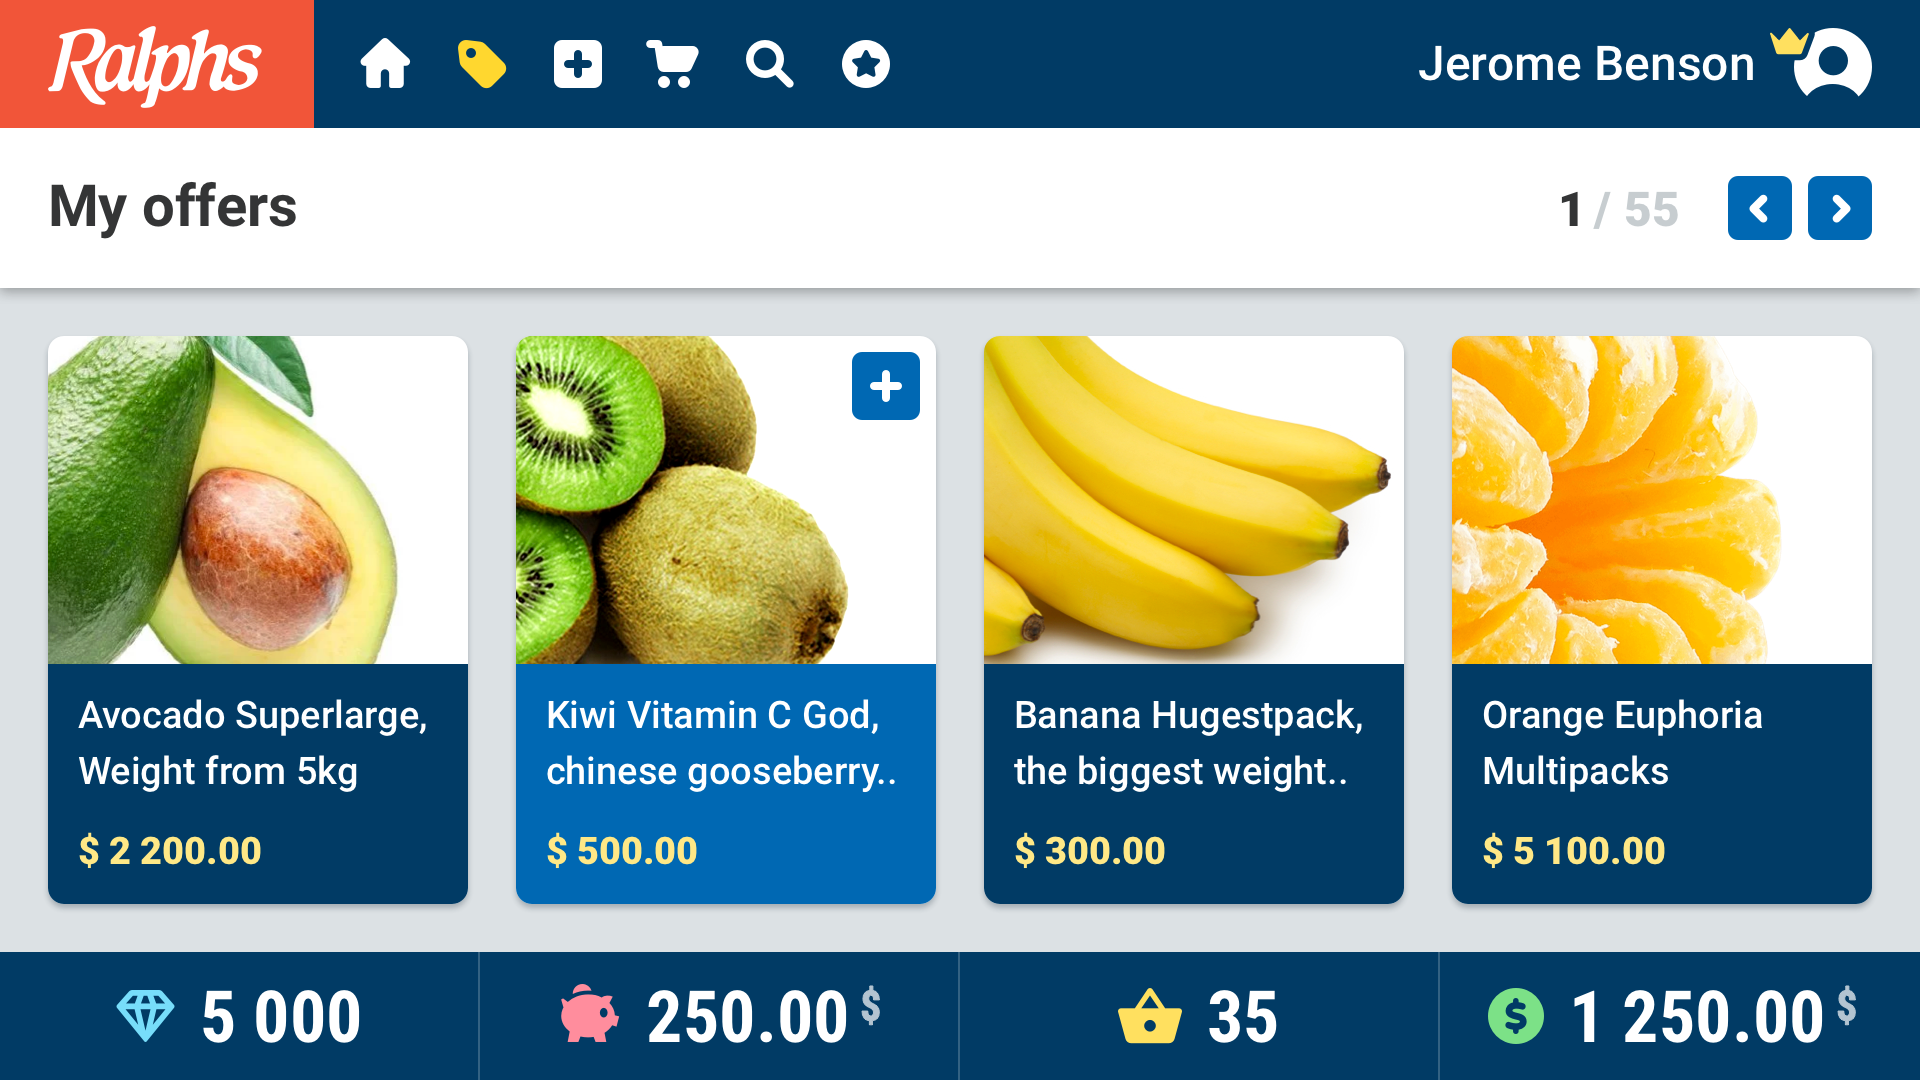 Ralphs
Jerome Benson
My offers
1 / 55
Avocado Superlarge,
Weight from 5kg
$ 2 200.00
Kiwi Vitamin C God,
chinese gooseberry..
$ 500.00
Banana Hugestpack,
the biggest weight..
$ 300.00
Orange Euphoria
Multipacks
$ 5 100.00
5 000
250.00 $
35
$ 1 250.00 $